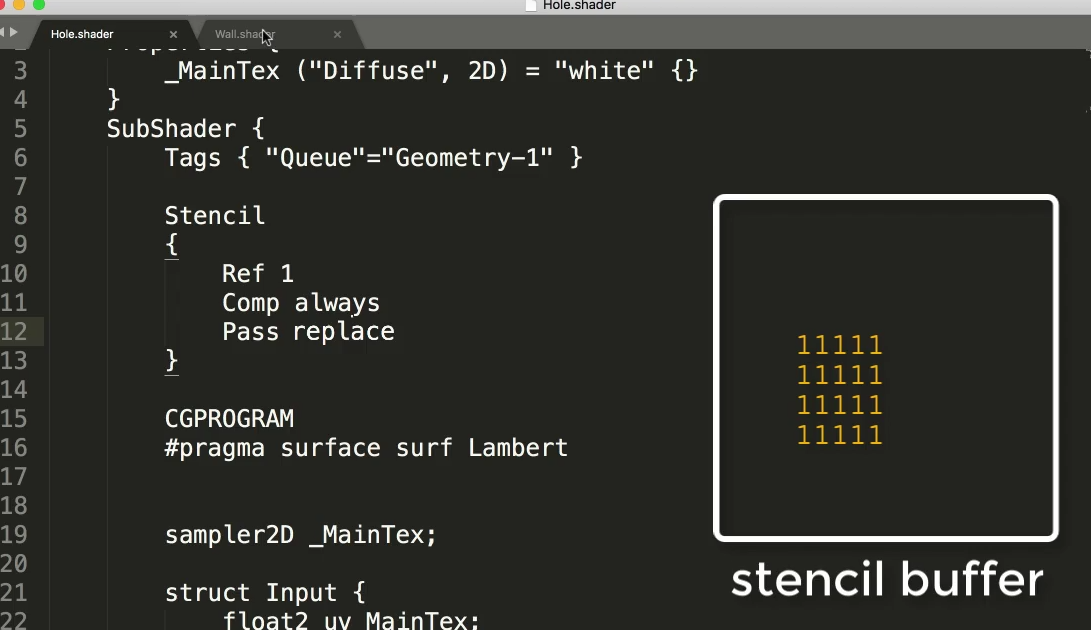 Hole.shader
Hole.shader
Wall.shader
2 Properties {
3 _MainTex ("Diffuse", 2D) = "white" {}
4 }
5 SubShader {
6 Tags { "Queue"="Geometry-1" }
7
8 Stencil
9 {
10 Ref 1
11 Comp always
12 Pass replace
13 }
14
15 CGPROGRAM
16 #pragma surface surf Lambert
17
18
19 sampler2D _MainTex;
20
21 struct Input {
22 float2 uv_MainTex;
11111
11111
11111
11111
stencil buffer